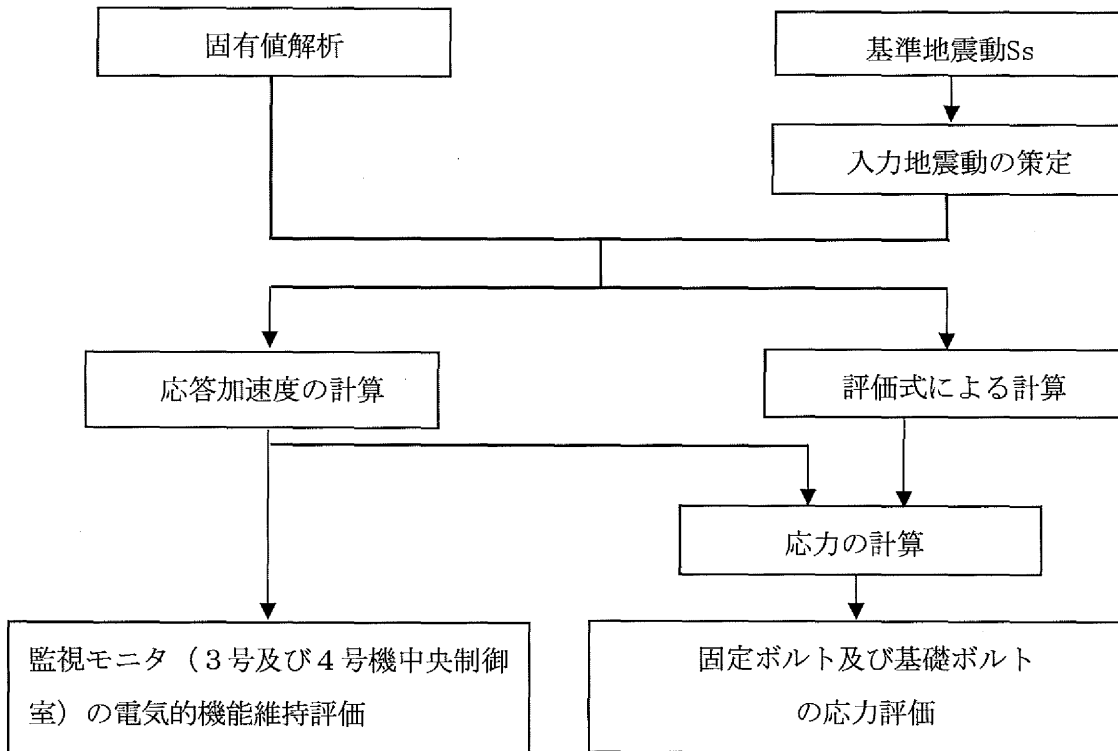 固有値解析
基準地震動Ss
入力地震動の策定
応答加速度の計算
評価式による計算
応力の計算
監視モニタ（３号及び４号機中央制御
室）の電気的機能維持評価
固定ボルト及び基礎ボルト
の応力評価